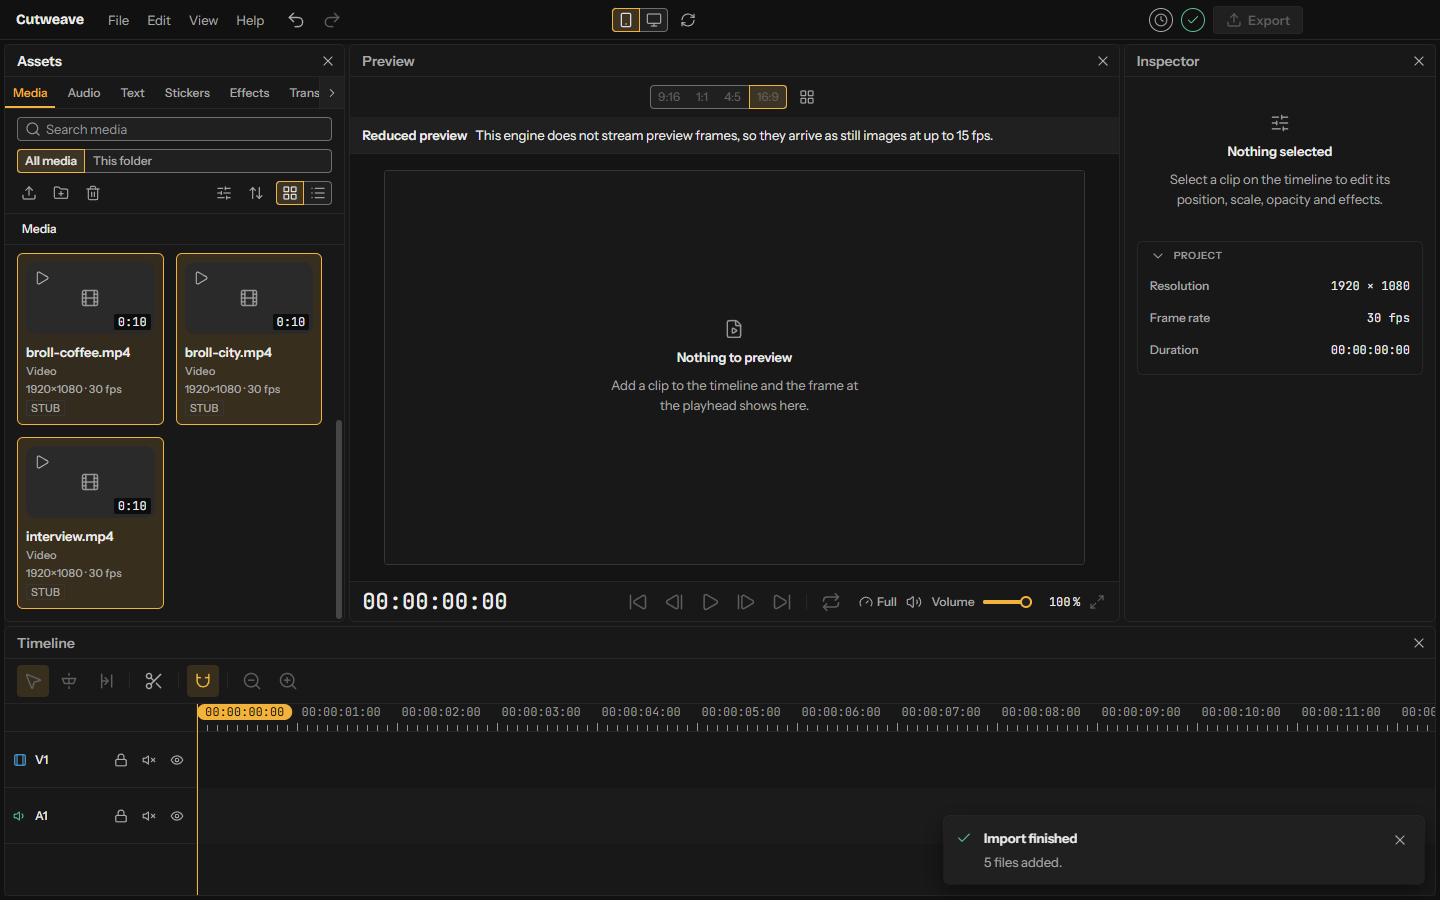 Cutweave File Edit View Help Export
Assets
Media Audio Text Stickers Effects Trans
Search media
All media This folder
Media
0:10
broll-coffee.mp4
Video
1920×1080 · 30 fps
STUB
0:10
broll-city.mp4
Video
1920×1080 · 30 fps
STUB
0:10
interview.mp4
Video
1920×1080 · 30 fps
STUB
Preview
9:16 1:1 4:5 16:9
Reduced preview This engine does not stream preview frames, so they arrive as still images at up to 15 fps.
Nothing to preview
Add a clip to the timeline and the frame at
the playhead shows here.
00:00:00:00 Full Volume 100%
Inspector
Nothing selected
Select a clip on the timeline to edit its
position, scale, opacity and effects.
PROJECT
Resolution 1920 × 1080
Frame rate 30 fps
Duration 00:00:00:00
Timeline
00:00:00:00 00:00:01:00 00:00:02:00 00:00:03:00 00:00:04:00 00:00:05:00 00:00:06:00 00:00:07:00 00:00:08:00 00:00:09:00 00:00:10:00 00:00:11:00 00:0
V1
A1
Import finished
5 files added.